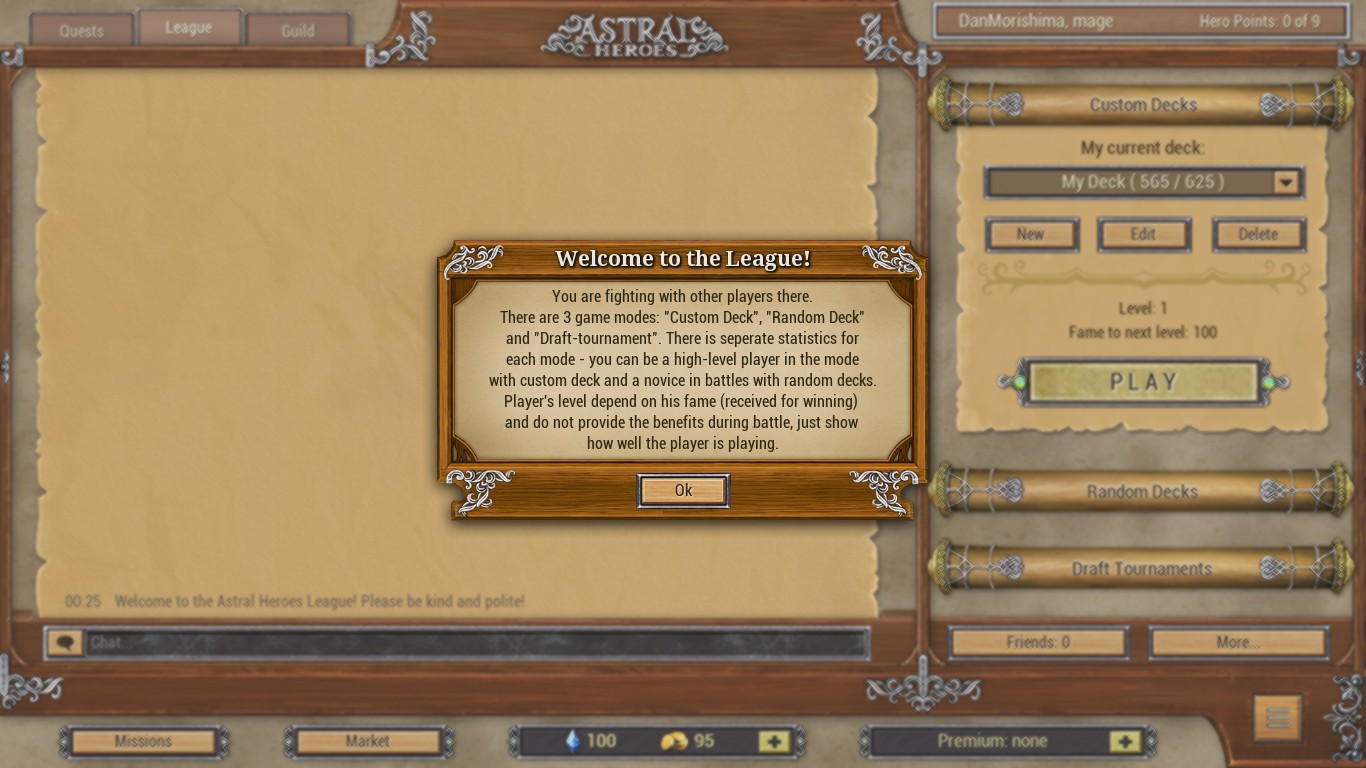 Quests
League
Guild
ASTRAL
HEROES
DanMorishima, mage
Hero Points: 0 of 9
Custom Decks
My current deck:
My Deck ( 565 / 625 )
New
Edit
Delete
Level: 1
Fame to next level: 100
PLAY
Random Decks
Draft Tournaments
Friends: 0
More...
Welcome to the League!
You are fighting with other players there.
There are 3 game modes: "Custom Deck", "Random Deck"
and "Draft-tournament". There is seperate statistics for
each mode - you can be a high-level player in the mode
with custom deck and a novice in battles with random decks.
Player's level depend on his fame (received for winning)
and do not provide the benefits during battle, just show
how well the player is playing.
Ok
00:25 Welcome to the Astral Heroes League! Please be kind and polite!
Chat...
Missions
Market
100
95
Premium: none